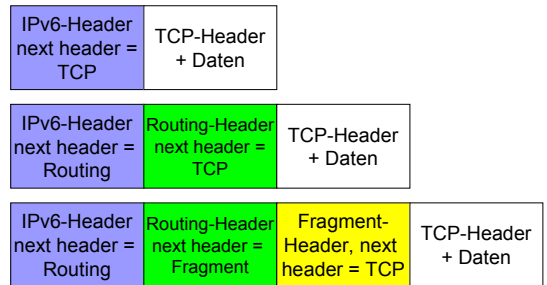 IPv6-Header
next header =
TCP
TCP-Header
+ Daten
IPv6-Header
next header =
Routing
Routing-Header
next header =
TCP
TCP-Header
+ Daten
IPv6-Header
next header =
Routing
Routing-Header
next header =
Fragment
Fragment-
Header, next
header = TCP
TCP-Header
+ Daten